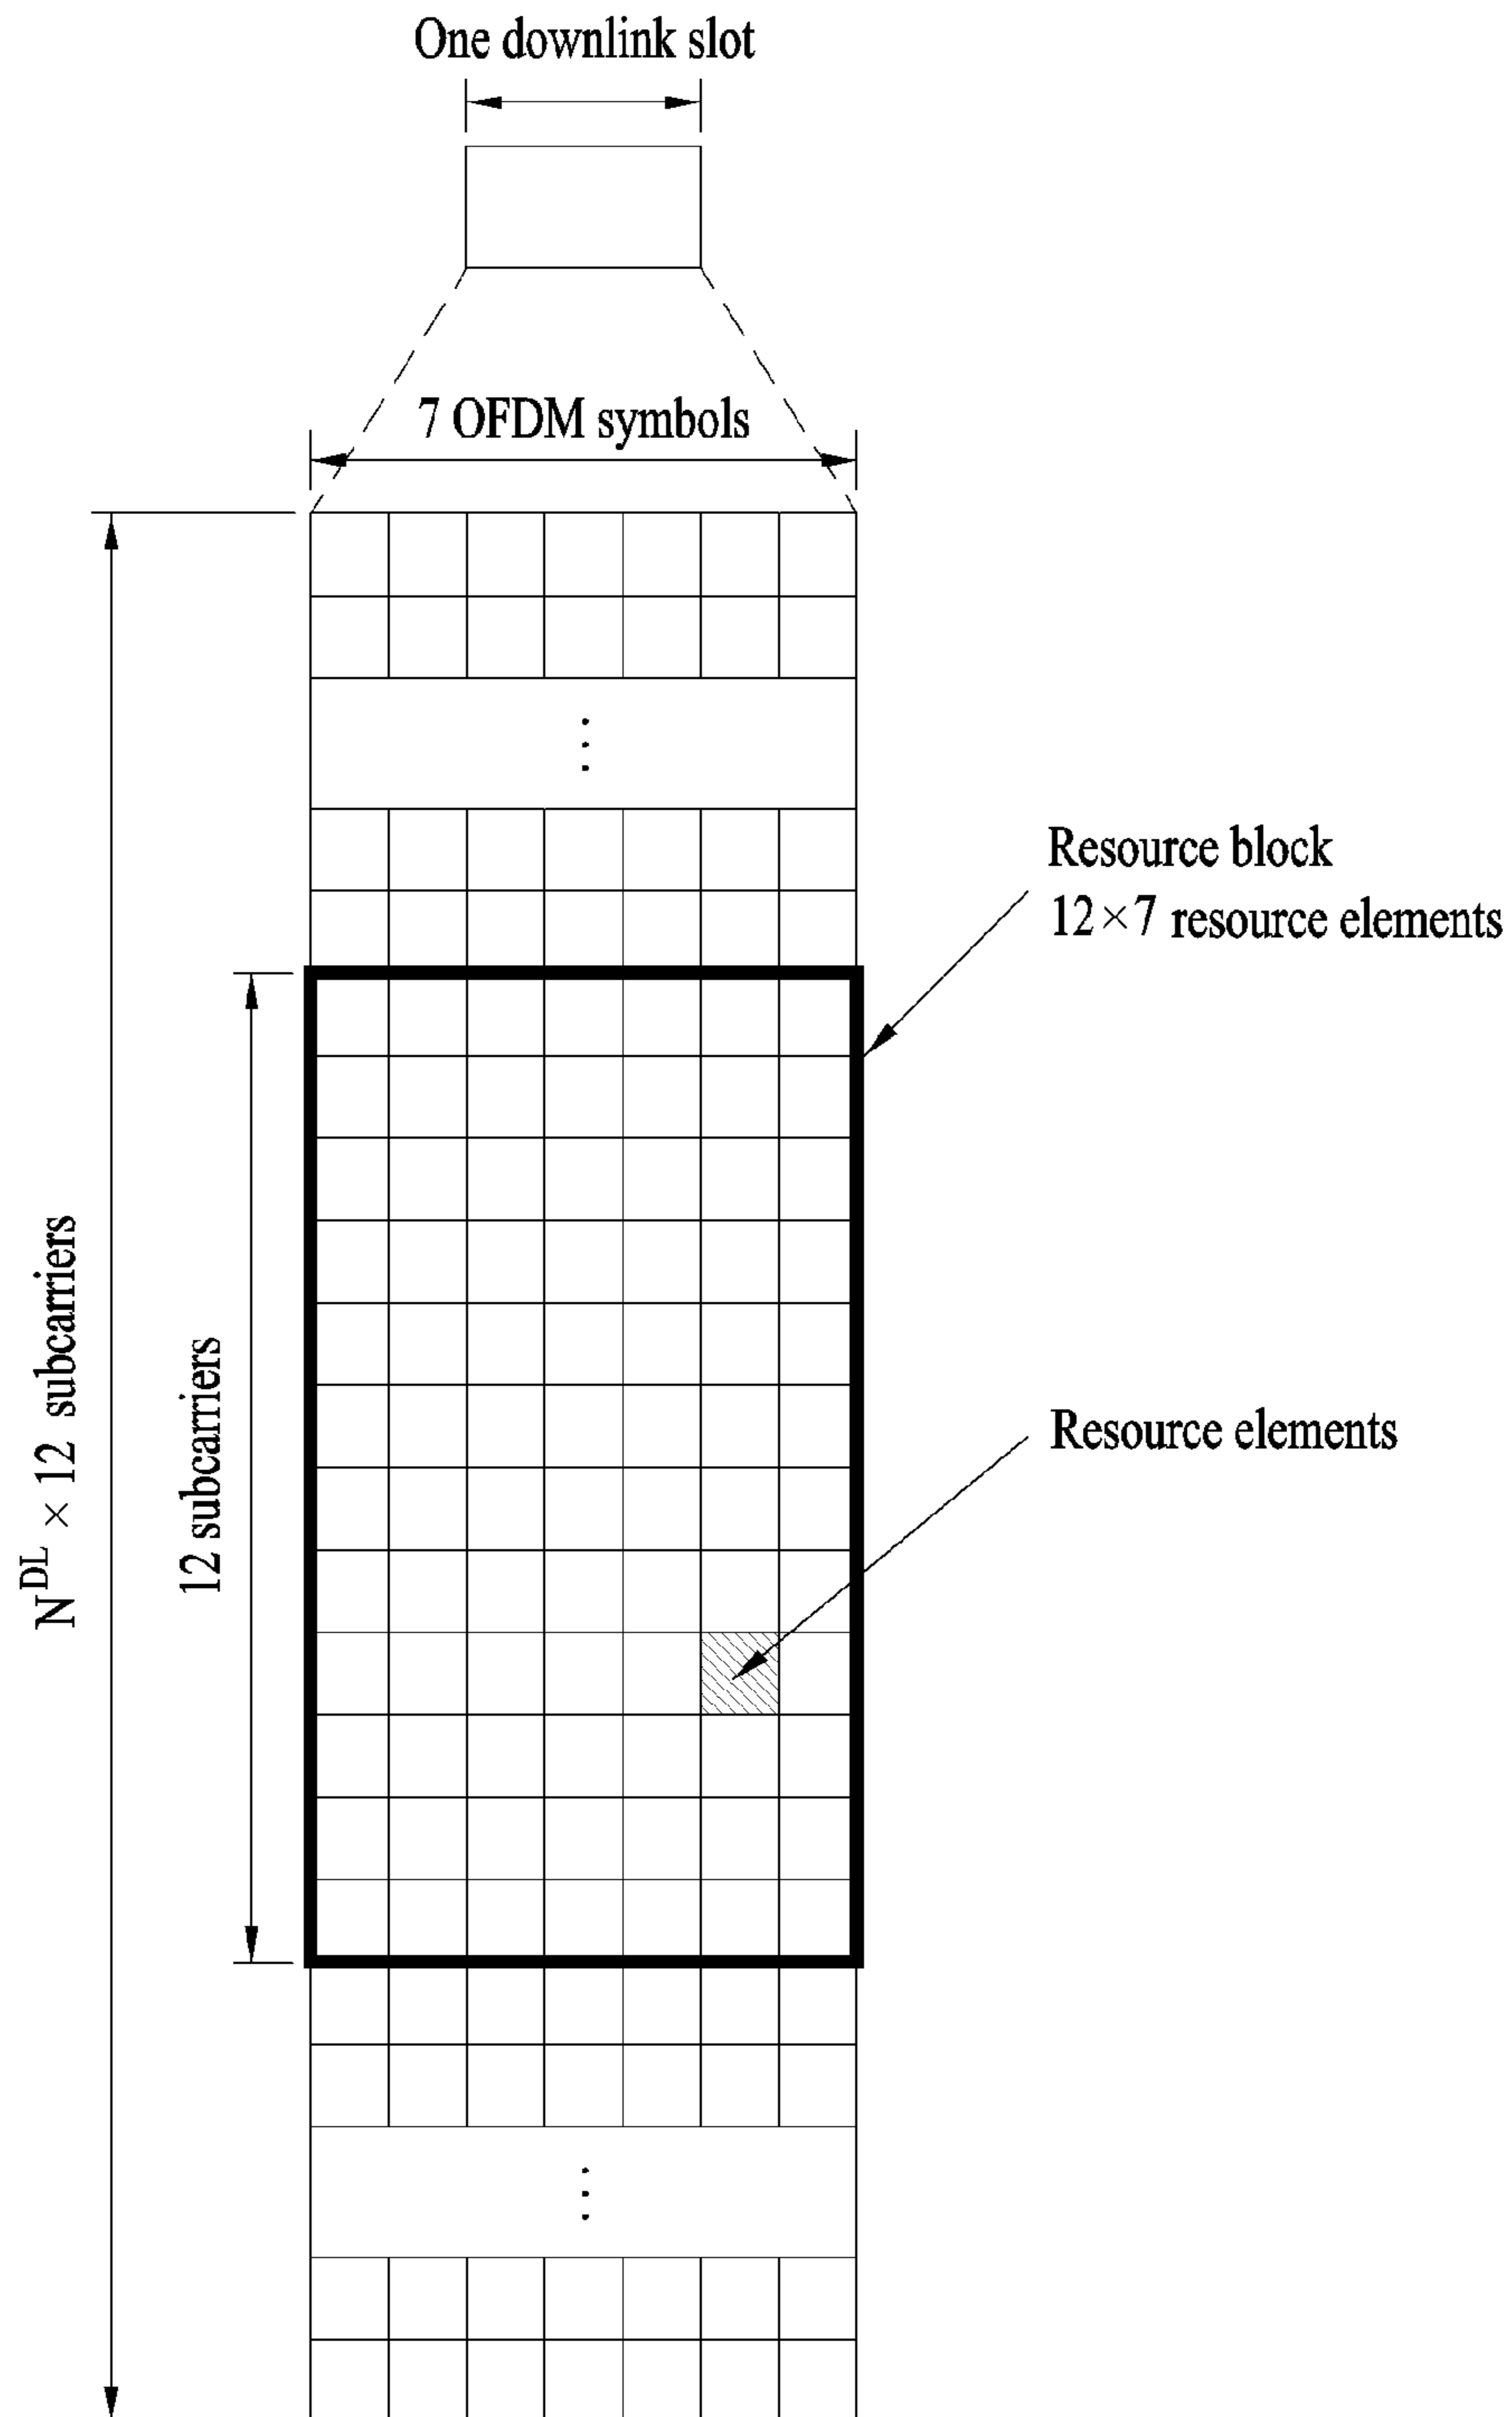 One downlink slot
7 OFDM symbols
Resource block
12×7 resource elements
N^DL × 12 subcarriers
12 subcarriers
Resource elements